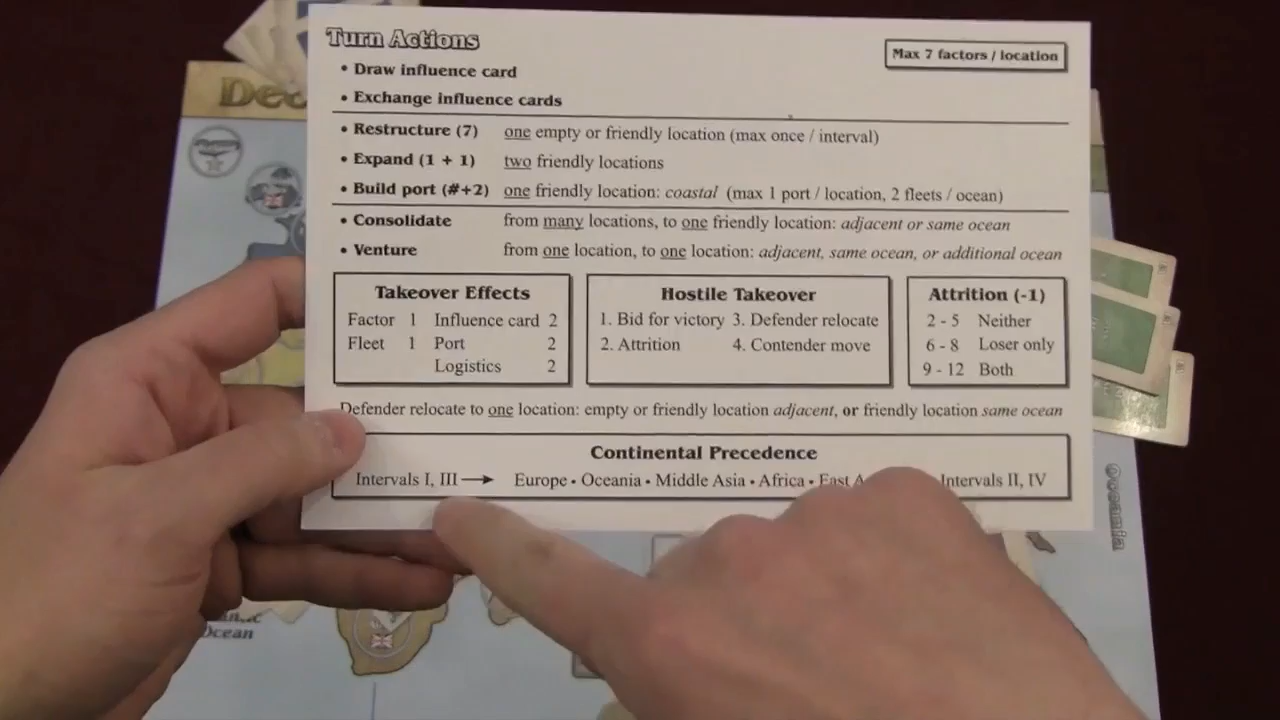 Turn Actions
Max 7 factors / location
• Draw influence card
• Exchange influence cards
• Restructure (7) one empty or friendly location (max once / interval)
• Expand (1 + 1) two friendly locations
• Build port (#+2) one friendly location: coastal (max 1 port / location, 2 fleets / ocean)
• Consolidate from many locations, to one friendly location: adjacent or same ocean
• Venture from one location, to one location: adjacent, same ocean, or additional ocean
Takeover Effects
Factor 1 Influence card 2
Fleet 1 Port 2
Logistics 2
Hostile Takeover
1. Bid for victory 3. Defender relocate
2. Attrition 4. Contender move
Attrition (-1)
2 - 5 Neither
6 - 8 Loser only
9 - 12 Both
Defender relocate to one location: empty or friendly location adjacent, or friendly location same ocean
Continental Precedence
Intervals I, III → Europe • Oceania • Middle Asia • Africa • East Intervals II, IV
Oceania
Ocean